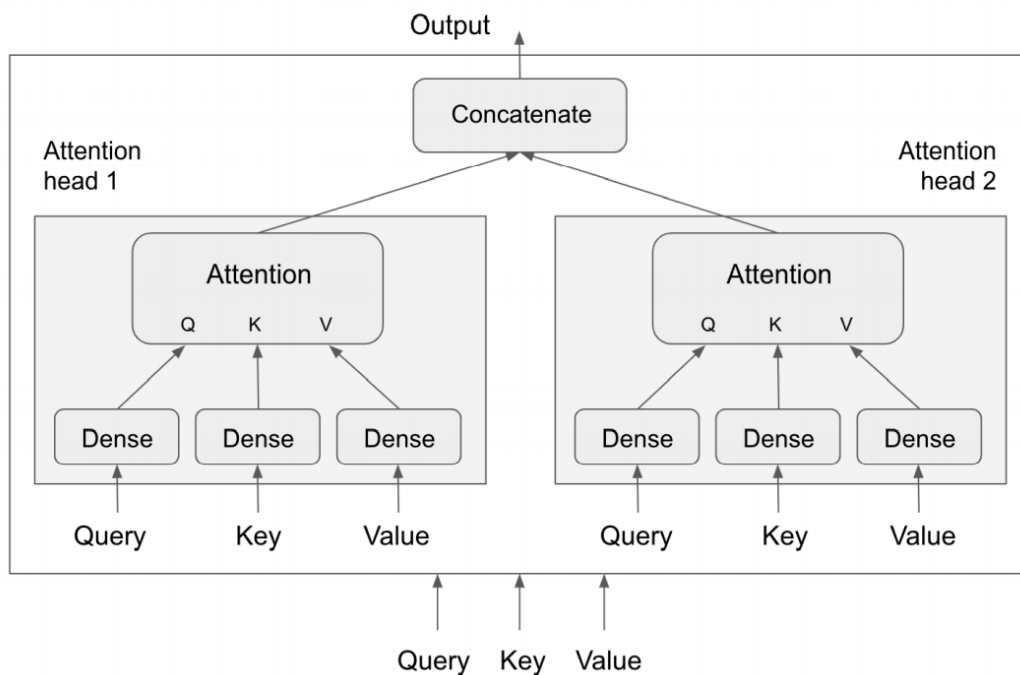 Output
Concatenate
Attention
head 1
Attention
head 2
Attention
Q K V
Attention
Q K V
Dense Dense Dense
Dense Dense Dense
Query Key Value
Query Key Value
Query Key Value